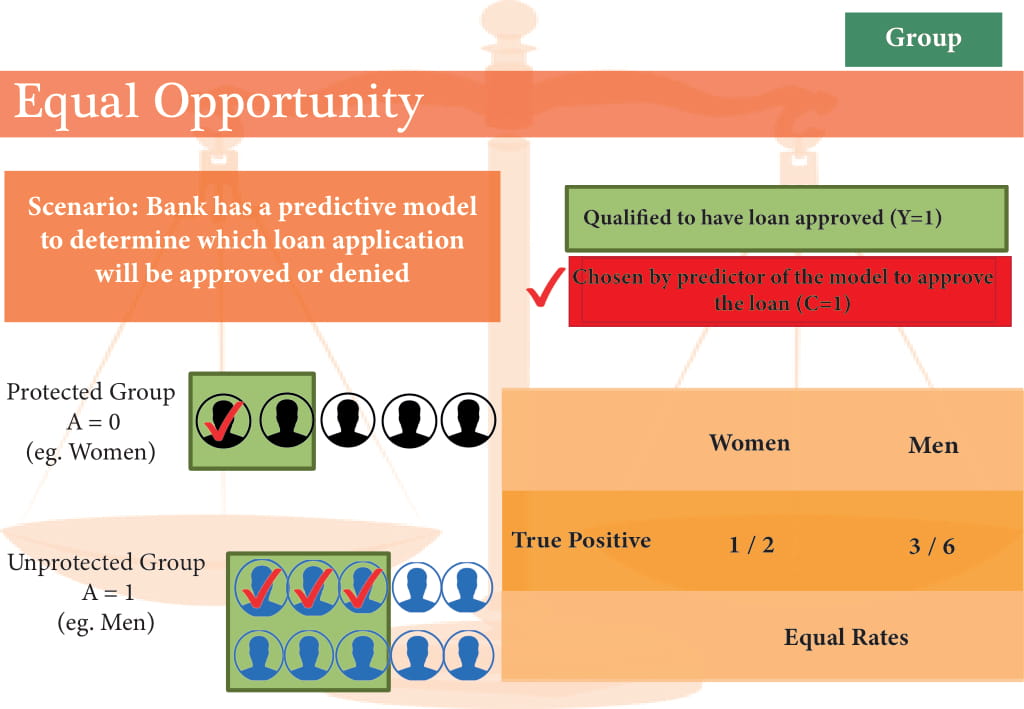 Group
Equal Opportunity
Scenario: Bank has a predictive model
to determine which loan application
will be approved or denied
Qualified to have loan approved (Y=1)
Chosen by predictor of the model to approve
the loan (C=1)
Protected Group
A = 0
(eg. Women)
Women Men
True Positive 1 / 2 3 / 6
Equal Rates
Unprotected Group
A = 1
(eg. Men)